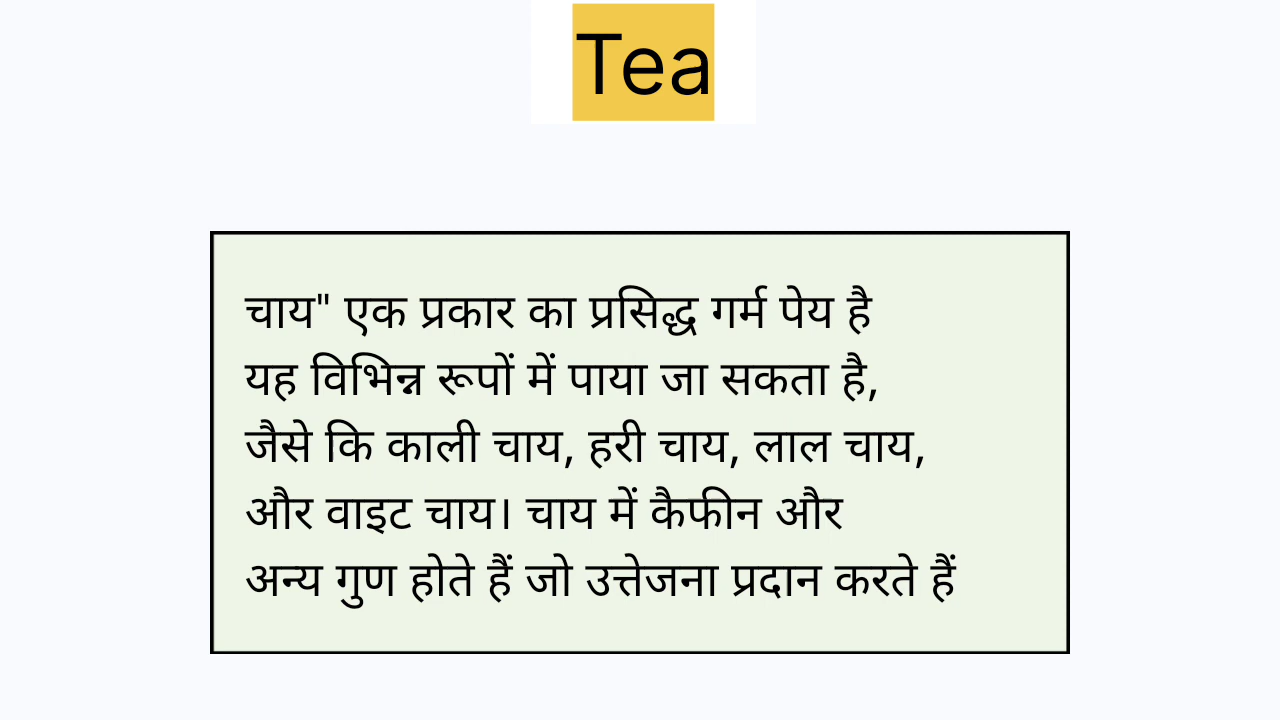 Tea
चाय" एक प्रकार का प्रसिद्ध गर्म पेय है
यह विभिन्न रूपों में पाया जा सकता है,
जैसे कि काली चाय, हरी चाय, लाल चाय,
और वाइट चाय। चाय में कैफीन और
अन्य गुण होते हैं जो उत्तेजना प्रदान करते हैं